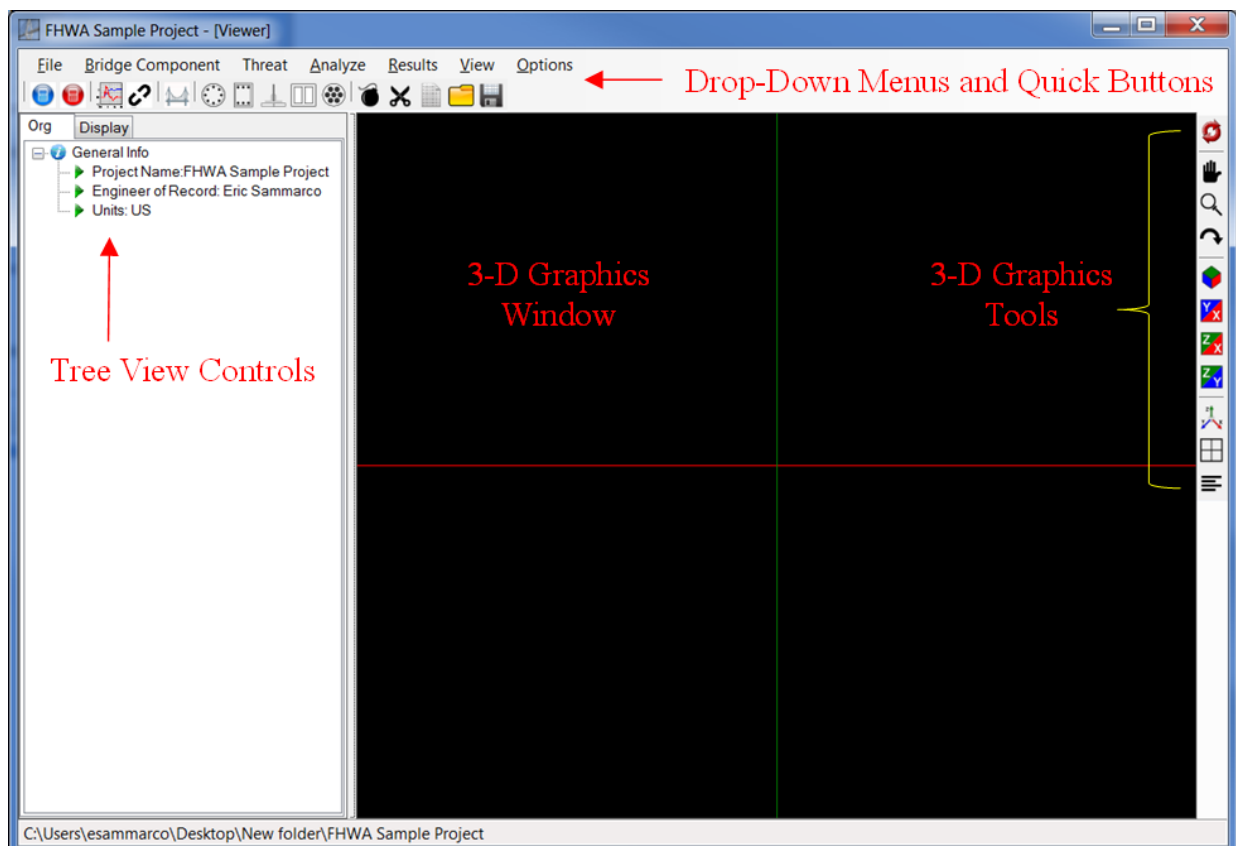 FHWA Sample Project - [Viewer]
File Bridge Component Threat Analyze Results View Options
Drop-Down Menus and Quick Buttons
Org Display
General Info
Project Name:FHWA Sample Project
Engineer of Record: Eric Sammarco
Units: US
Tree View Controls
3-D Graphics
Window
3-D Graphics
Tools
Y X
Z X
Z Y
C:\Users\esammarco\Desktop\New folder\FHWA Sample Project